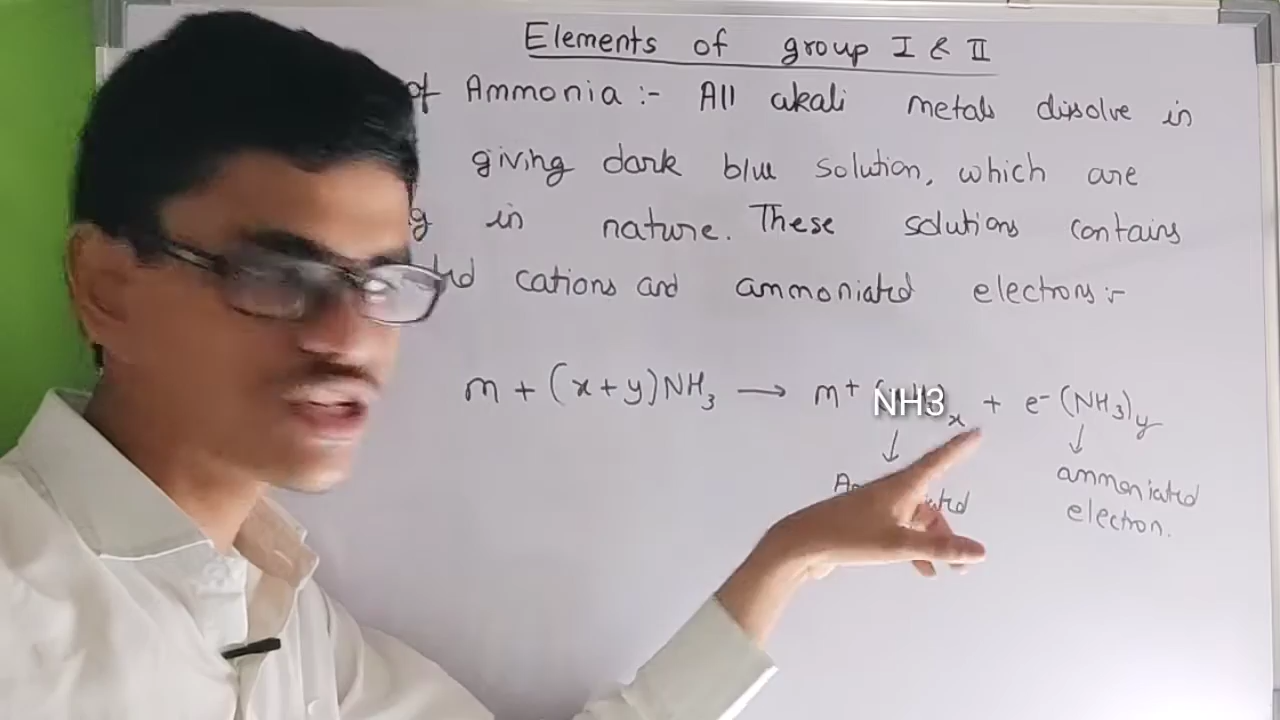 Elements of group I & II
of Ammonia :- All akali metals dissolve in
giving dark blue solution, which are
g in nature. These solutions contains
ted cations and ammoniated electrons :-
m + (x+y)NH3 → m+ NH3 x + e- (NH3)y
↓ ↓
ammoniated
electron.